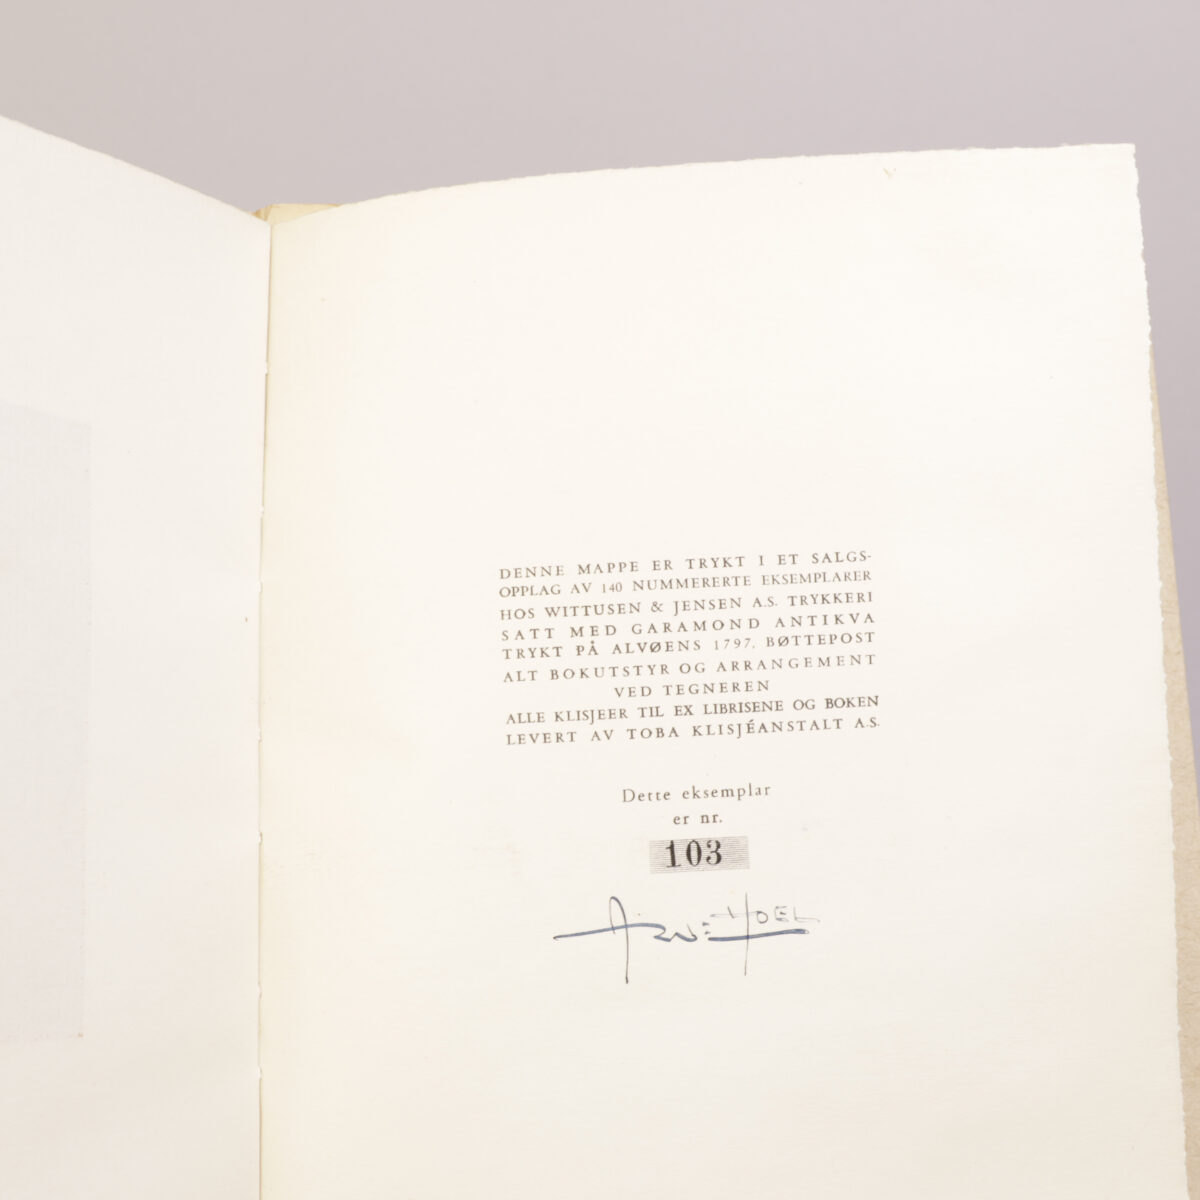 DENNE MAPPE ER TRYKT I ET SALGS-
OPPLAG AV 140 NUMMERERTE EKSEMPLARER
HOS WITTUSEN & JENSEN A.S. TRYKKERI
SATT MED GARAMOND ANTIKVA
TRYKT PÅ ALVØENS 1797, BØTTEPOST
ALT BOKUTSTYR OG ARRANGEMENT
VED TEGNEREN
ALLE KLISJEER TIL EX LIBRISENE OG BOKEN
LEVERT AV TOBA KLISJÉANSTALT A.S.
Dette eksemplar
er nr.
103
ARNE HOEL